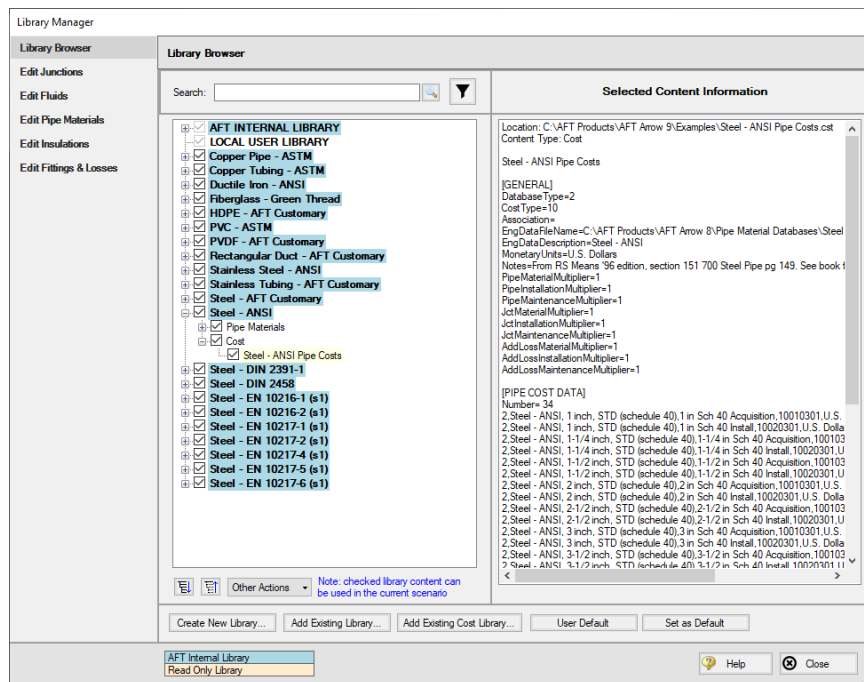 Library Manager
Library Browser
Edit Junctions
Edit Fluids
Edit Pipe Materials
Edit Insulations
Edit Fittings & Losses
Library Browser
Search:
AFT INTERNAL LIBRARY
LOCAL USER LIBRARY
Copper Pipe - ASTM
Copper Tubing - ASTM
Ductile Iron - ANSI
Fiberglass - Green Thread
HDPE - AFT Customary
PVC - ASTM
PVDF - AFT Customary
Rectangular Duct - AFT Customary
Stainless Steel - ANSI
Stainless Tubing - AFT Customary
Steel - AFT Customary
Steel - ANSI
Pipe Materials
Cost
Steel - ANSI Pipe Costs
Steel - DIN 2391-1
Steel - DIN 2458
Steel - EN 10216-1 (s1)
Steel - EN 10216-2 (s1)
Steel - EN 10217-1 (s1)
Steel - EN 10217-2 (s1)
Steel - EN 10217-4 (s1)
Steel - EN 10217-5 (s1)
Steel - EN 10217-6 (s1)
Other Actions
Note: checked library content can
be used in the current scenario
Selected Content Information
Location: C:\AFT Products\AFT Arrow 9\Examples\Steel - ANSI Pipe Costs.cst
Content Type: Cost
Steel - ANSI Pipe Costs
[GENERAL]
DatabaseType=2
CostType=10
Association=
EngDataFileName=C:\AFT Products\AFT Arrow 8\Pipe Material Databases\Steel
EngDataDescription=Steel - ANSI
MonetaryUnits=U.S. Dollars
Notes=From RS Means '96 edition, section 151 700 Steel Pipe pg 149. See book f
PipeMaterialMultiplier=1
PipeInstallationMultiplier=1
PipeMaintenanceMultiplier=1
JctMaterialMultiplier=1
JctInstallationMultiplier=1
JctMaintenanceMultiplier=1
AddLossMaterialMultiplier=1
AddLossInstallationMultiplier=1
AddLossMaintenanceMultiplier=1
[PIPE COST DATA]
Number= 34
2,Steel - ANSI, 1 inch, STD (schedule 40),1 in Sch 40 Acquisition,10010301,U.S.
2,Steel - ANSI, 1 inch, STD (schedule 40),1 in Sch 40 Install,10020301,U.S. Dolla
2,Steel - ANSI, 1-1/4 inch, STD (schedule 40),1-1/4 in Sch 40 Acquisition,100103
2,Steel - ANSI, 1-1/4 inch, STD (schedule 40),1-1/4 in Sch 40 Install,10020301,U
2,Steel - ANSI, 1-1/2 inch, STD (schedule 40),1-1/2 in Sch 40 Acquisition,100103
2,Steel - ANSI, 1-1/2 inch, STD (schedule 40),1-1/2 in Sch 40 Install,10020301,U
2,Steel - ANSI, 2 inch, STD (schedule 40),2 in Sch 40 Acquisition,10010301,U.S.
2,Steel - ANSI, 2 inch, STD (schedule 40),2 in Sch 40 Install,10020301,U.S. Dolla
2,Steel - ANSI, 2-1/2 inch, STD (schedule 40),2-1/2 in Sch 40 Acquisition,100103
2,Steel - ANSI, 2-1/2 inch, STD (schedule 40),2-1/2 in Sch 40 Install,10020301,U
2,Steel - ANSI, 3 inch, STD (schedule 40),3 in Sch 40 Acquisition,10010301,U.S.
2,Steel - ANSI, 3 inch, STD (schedule 40),3 in Sch 40 Install,10020301,U.S. Dolla
2,Steel - ANSI, 3-1/2 inch, STD (schedule 40),3-1/2 in Sch 40 Acquisition,100103
2,Steel - ANSI, 3-1/2 inch, STD (schedule 40),3-1/2 in Sch 40 Install,10020301,U
Create New Library...
Add Existing Library...
Add Existing Cost Library...
User Default
Set as Default
AFT Internal Library
Read Only Library
Help
Close